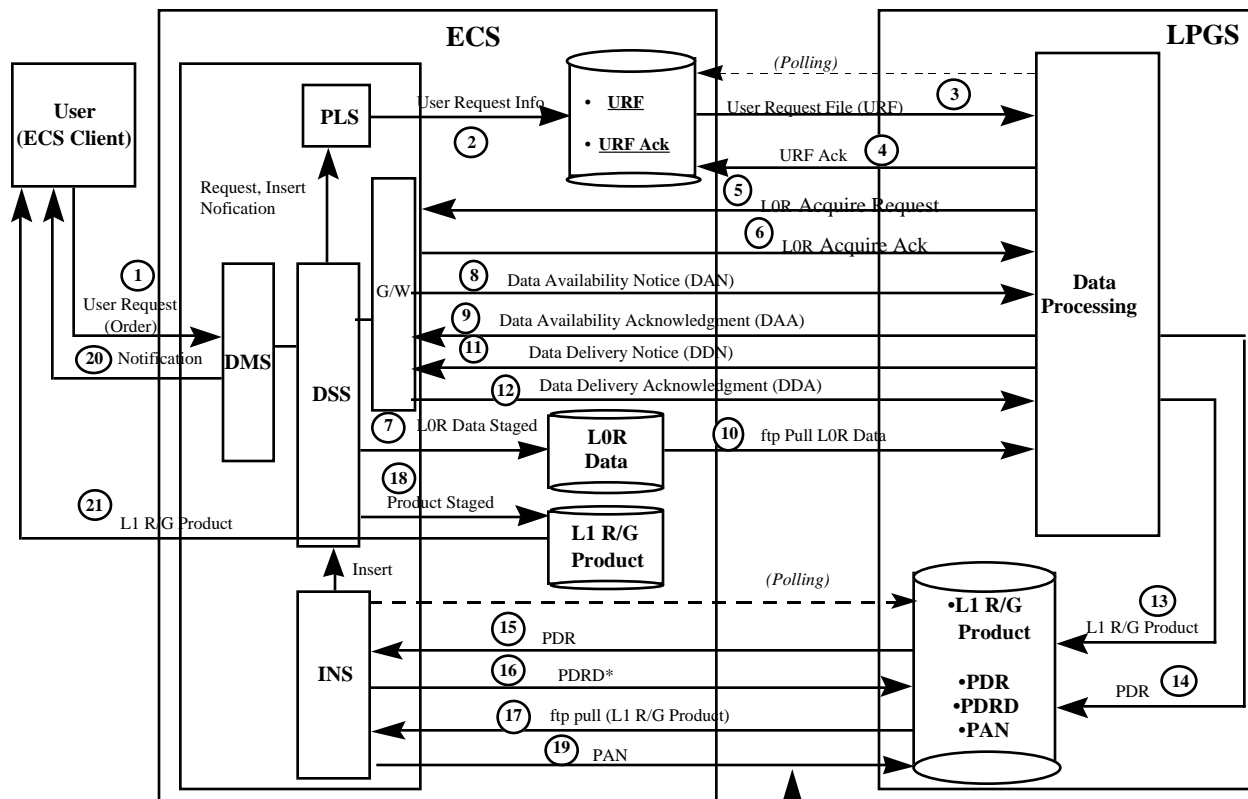 ECS
LPGS
User
(ECS Client)
PLS
User Request Info
2
• URF
• URF Ack
(Polling)
3
User Request File (URF)
URF Ack
4
Request, Insert
Nofication
5
L0R Acquire Request
6
L0R Acquire Ack
1
User Request
(Order)
20 Notification
DMS
DSS
G/W
8
Data Availability Notice (DAN)
9
Data Availability Acknowledgment (DAA)
11
Data Delivery Notice (DDN)
12
Data Delivery Acknowledgment (DDA)
Data
Processing
7
L0R Data Staged
L0R
Data
10
ftp Pull L0R Data
18
Product Staged
L1 R/G
Product
21
L1 R/G Product
Insert
(Polling)
INS
15
PDR
16
PDRD*
17
ftp pull (L1 R/G Product)
19
PAN
•L1 R/G
Product
•PDR
•PDRD
•PAN
13
L1 R/G Product
14
PDR